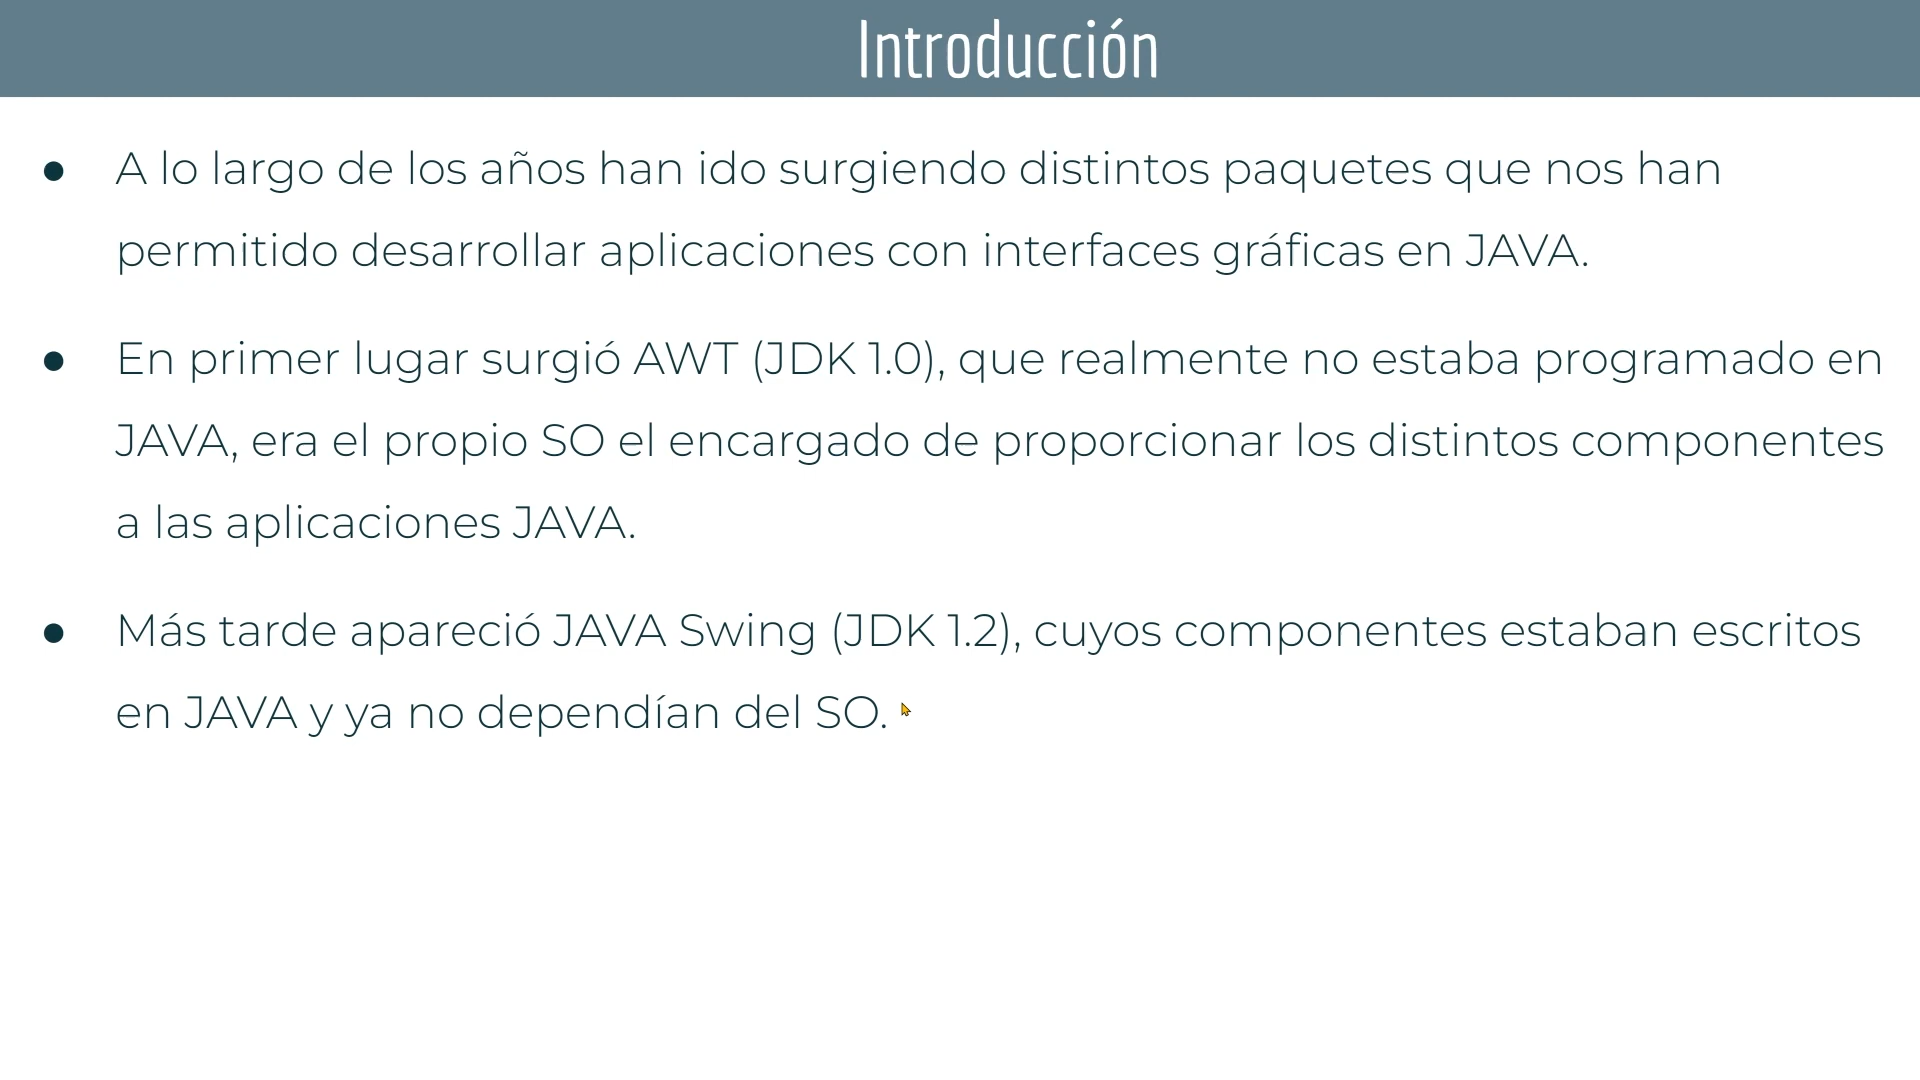 Introducción
● A lo largo de los años han ido surgiendo distintos paquetes que nos han
permitido desarrollar aplicaciones con interfaces gráficas en JAVA.
● En primer lugar surgió AWT (JDK 1.0), que realmente no estaba programado en
JAVA, era el propio SO el encargado de proporcionar los distintos componentes
a las aplicaciones JAVA.
● Más tarde apareció JAVA Swing (JDK 1.2), cuyos componentes estaban escritos
en JAVA y ya no dependían del SO.